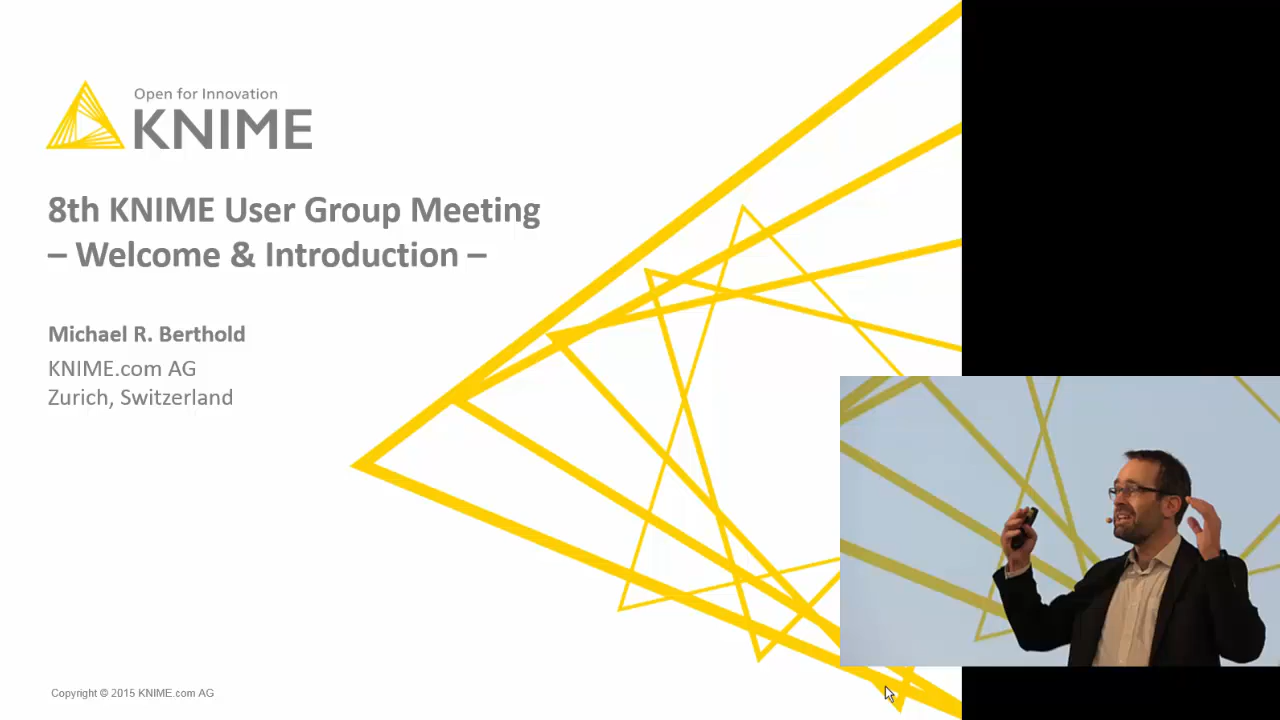 Open for Innovation
KNIME
8th KNIME User Group Meeting
– Welcome & Introduction –
Michael R. Berthold
KNIME.com AG
Zurich, Switzerland
Copyright © 2015 KNIME.com AG